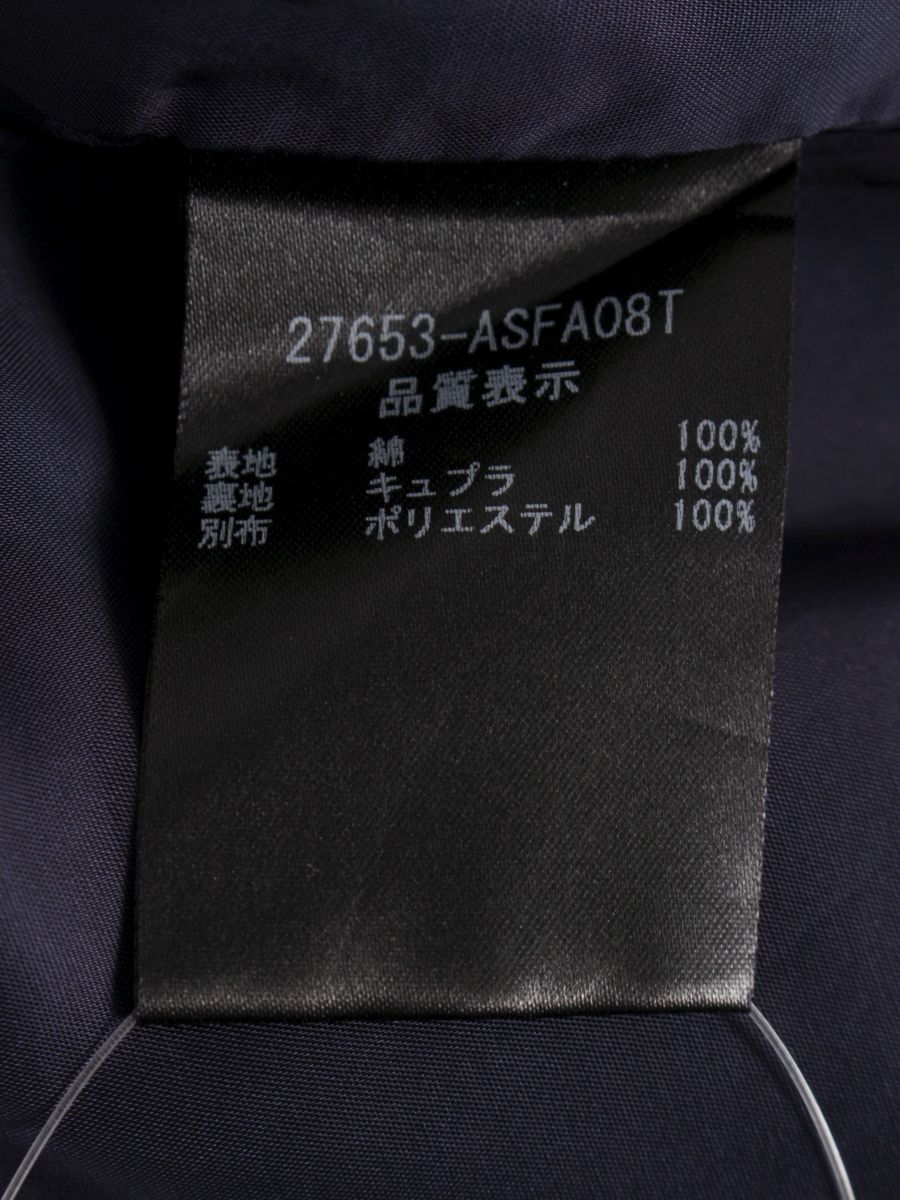 27653-ASFA08T
品質表示
表地 綿 100%
裏地 キュプラ 100%
別布 ポリエステル 100%